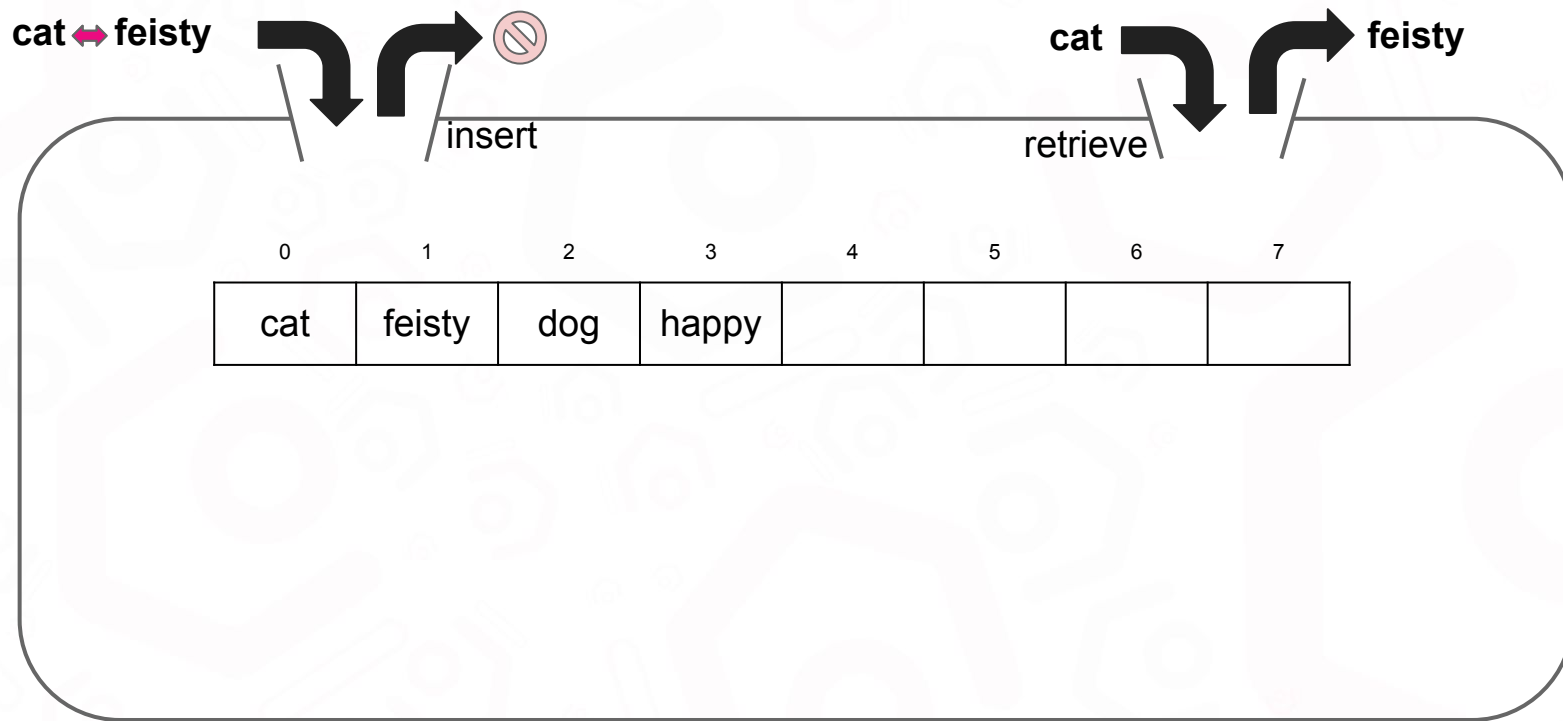 cat feisty
cat feisty
insert
retrieve
0 1 2 3 4 5 6 7
cat feisty dog happy